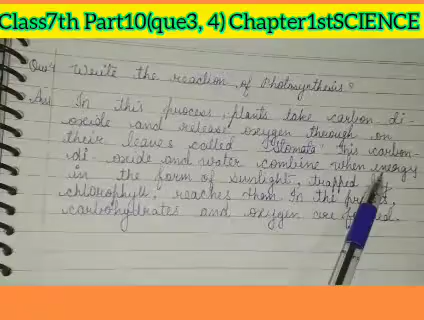 Class7th Part10(que3, 4) Chapter1stSCIENCE
Que4 Write the reaction of Photosynthesis?
Ans In this process, plants take carbon-di-
oxide and release oxygen through on
their leaves called "Stomata" This carbon-
di-oxide and water combine when energy
in the form of sunlight, trapped
chlorophyll, reaches them In the
carbohydrates and oxygen are formed.